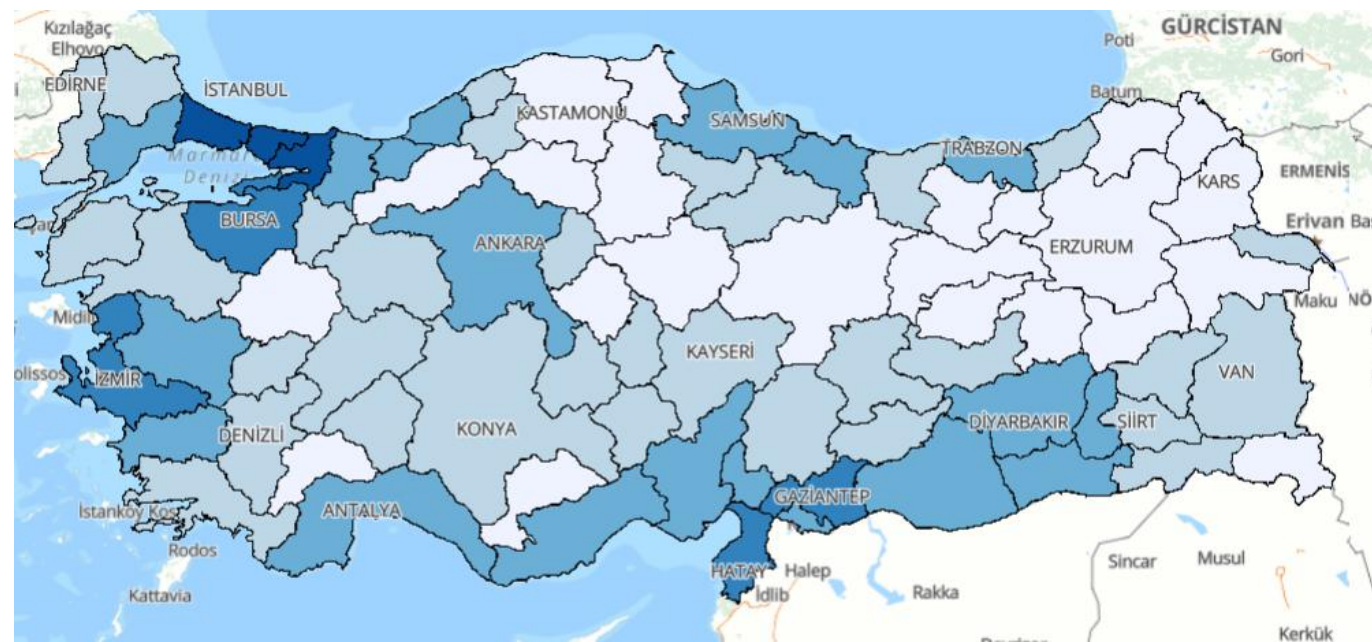 Kızılağaç
Elhovo
EDİRNE
İSTANBUL
KASTAMONU
SAMSUN
Poti
GÜRCİSTAN
Gori
Batum
TRABZON
Marmara
Denizi
KARS
ERMENİS
Erivan
BURSA
ANKARA
ERZURUM
Maku
Midil
KAYSERİ
VAN
olissos
İZMİR
DİYARBAKIR
SİİRT
DENİZLİ
KONYA
GAZİANTEP
İstanköy Kos
ANTALYA
Rodos
HATAY
Halep
Sincar
Musul
Kattavia
İdlib
Rakka
Kerkük